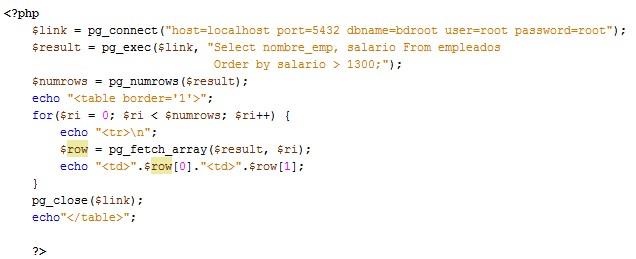 <?php
$link = pg_connect("host=localhost port=5432 dbname=bdroot user=root password=root");
$result = pg_exec($link, "Select nombre_emp, salario From empleados
Order by salario > 1300;");
$numrows = pg_numrows($result);
echo "<table border='1'>";
for($ri = 0; $ri < $numrows; $ri++) {
echo "<tr>\n";
$row = pg_fetch_array($result, $ri);
echo "<td>".$row[0]."<td>".$row[1];
}
pg_close($link);
echo"</table>";
?>